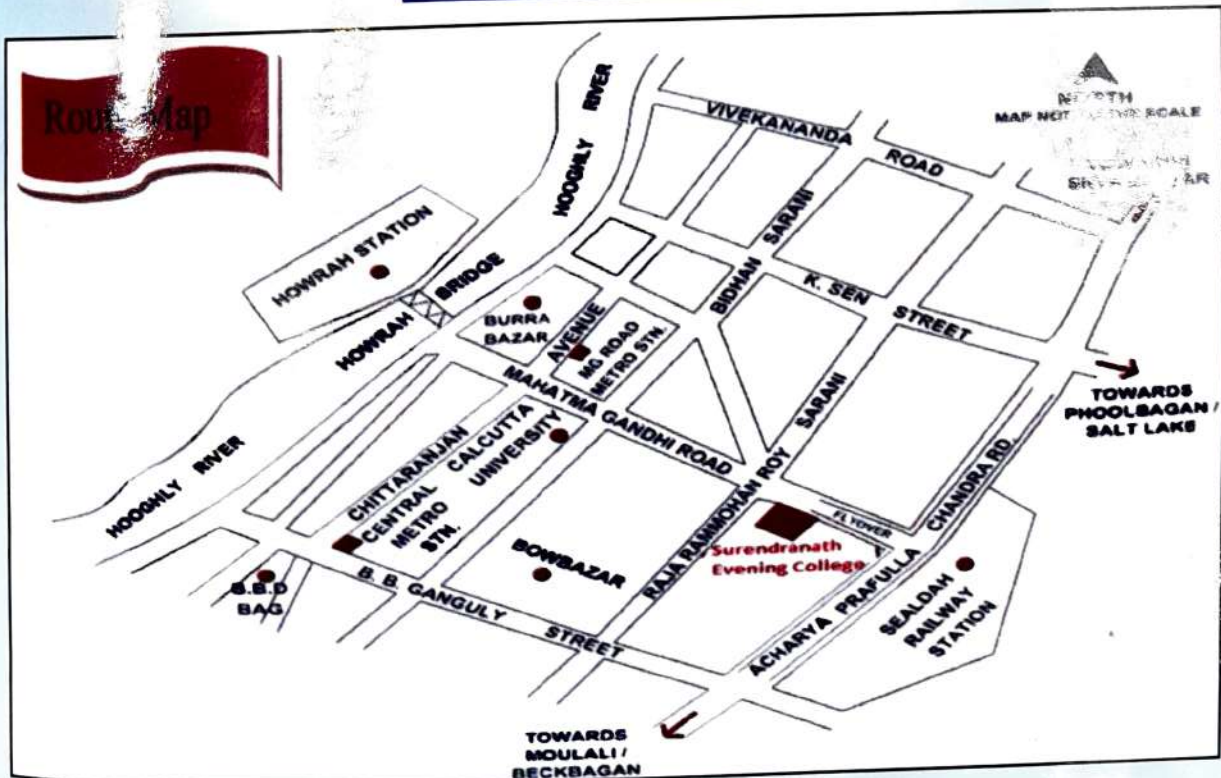 Route Map
NORTH
MAP NOT
SCALE
HOOGHLY RIVER
VIVEKANANDA ROAD
HOWRAH STATION
HOWRAH BRIDGE
BURRA
BAZAR
AVENUE
MG ROAD
METRO STN.
BIDHAN SARANI
K. SEN STREET
TOWARDS
PHOOLBAGAN /
SALT LAKE
MAHATMA GANDHI ROAD
HOOGHLY RIVER
CHITTARANJAN
CENTRAL
METRO
STN.
CALCUTTA
UNIVERSITY
RAJA RAMMOHAN ROY SARANI
FLYOVER
Surendranath
Evening College
ACHARYA PRAFULLA CHANDRA RD.
SEALDAH
RAILWAY
STATION
BOWBAZAR
B.B.D
BAG
B. B. GANGULY STREET
TOWARDS
MOULALI /
BECKBAGAN